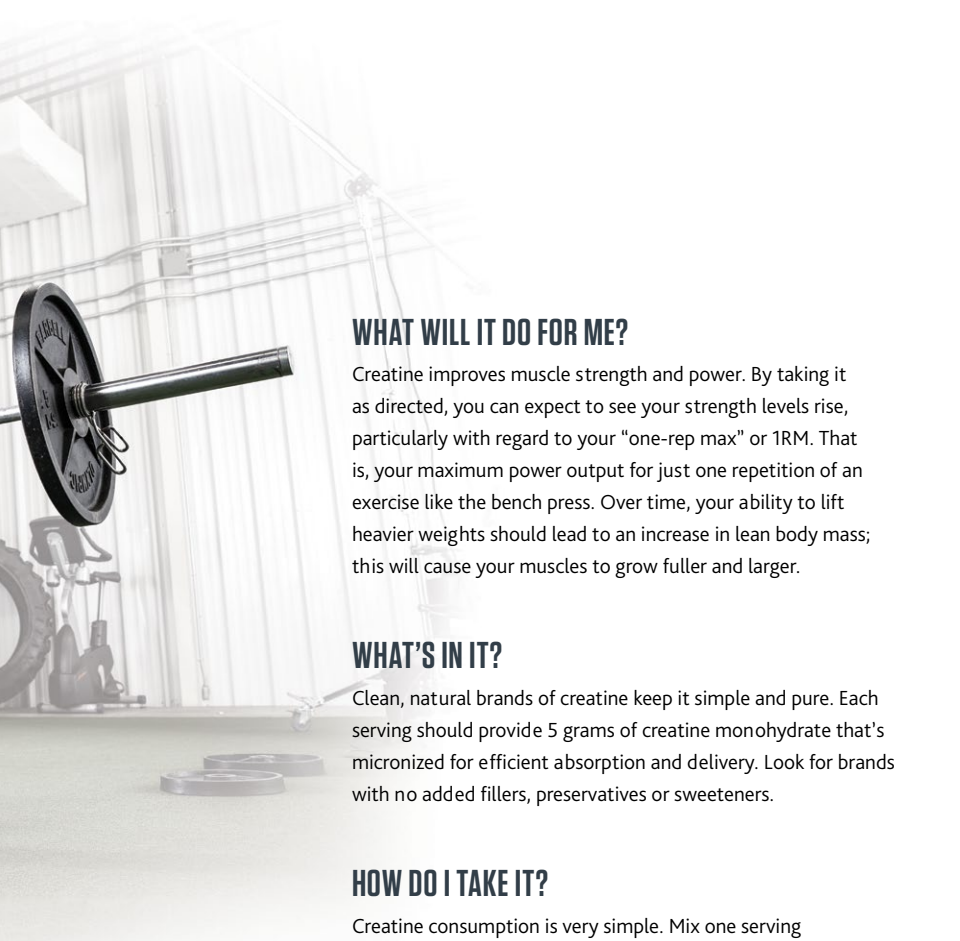 BARBELL
WHAT WILL IT DO FOR ME?
Creatine improves muscle strength and power. By taking it
as directed, you can expect to see your strength levels rise,
particularly with regard to your “one-rep max” or 1RM. That
is, your maximum power output for just one repetition of an
exercise like the bench press. Over time, your ability to lift
heavier weights should lead to an increase in lean body mass;
this will cause your muscles to grow fuller and larger.
WHAT’S IN IT?
Clean, natural brands of creatine keep it simple and pure. Each
serving should provide 5 grams of creatine monohydrate that’s
micronized for efficient absorption and delivery. Look for brands
with no added fillers, preservatives or sweeteners.
HOW DO I TAKE IT?
Creatine consumption is very simple. Mix one serving